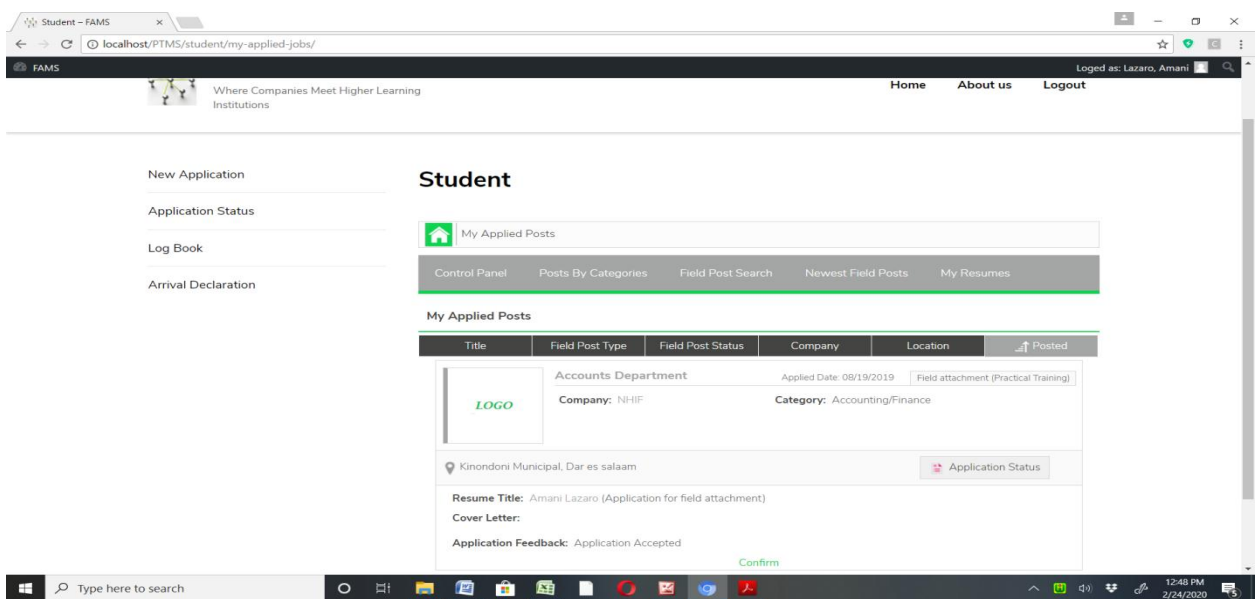 Student – FAMS
localhost/PTMS/student/my-applied-jobs/
FAMS
Loged as: Lazaro, Amani
Where Companies Meet Higher Learning
Institutions
Home About us Logout
New Application
Application Status
Log Book
Arrival Declaration
Student
My Applied Posts
Control Panel Posts By Categories Field Post Search Newest Field Posts My Resumes
My Applied Posts
Title Field Post Type Field Post Status Company Location Posted
LOGO
Accounts Department Applied Date: 08/19/2019 Field attachment (Practical Training)
Company: NHIF Category: Accounting/Finance
Kinondoni Municipal, Dar es salaam Application Status
Resume Title: Amani Lazaro (Application for field attachment)
Cover Letter:
Application Feedback: Application Accepted
Confirm
Type here to search
12:48 PM
2/24/2020